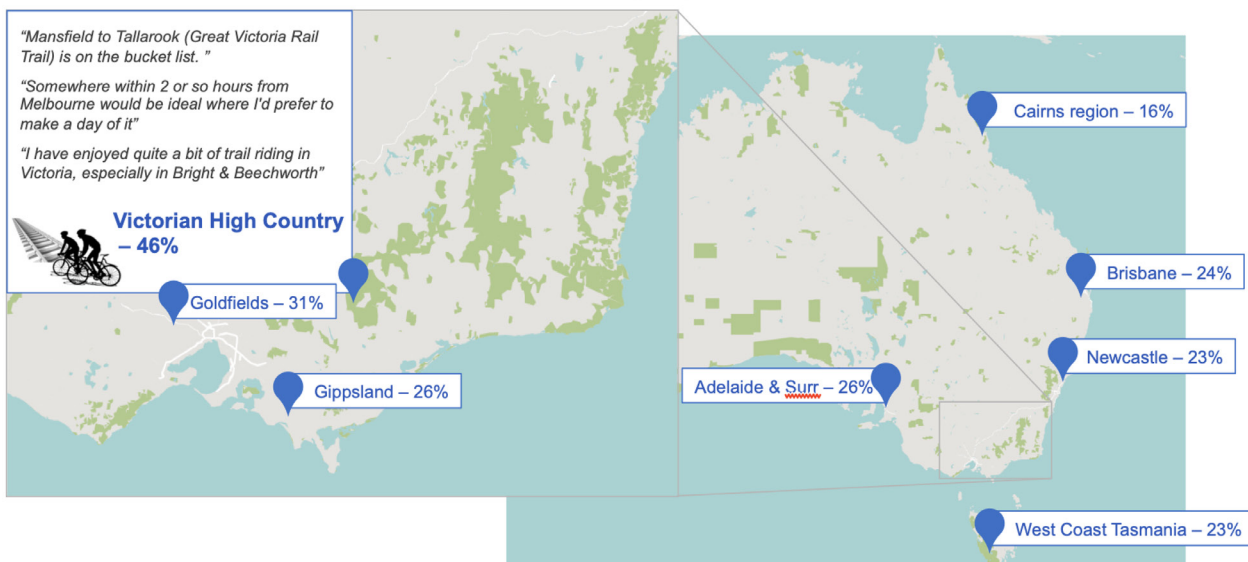 “Mansfield to Tallarook (Great Victoria Rail
Trail) is on the bucket list. ”
“Somewhere within 2 or so hours from
Melbourne would be ideal where I'd prefer to
make a day of it”
“I have enjoyed quite a bit of trail riding in
Victoria, especially in Bright & Beechworth”
Victorian High Country
– 46%
Goldfields – 31%
Gippsland – 26%
Cairns region – 16%
Brisbane – 24%
Newcastle – 23%
Adelaide & Surr – 26%
West Coast Tasmania – 23%